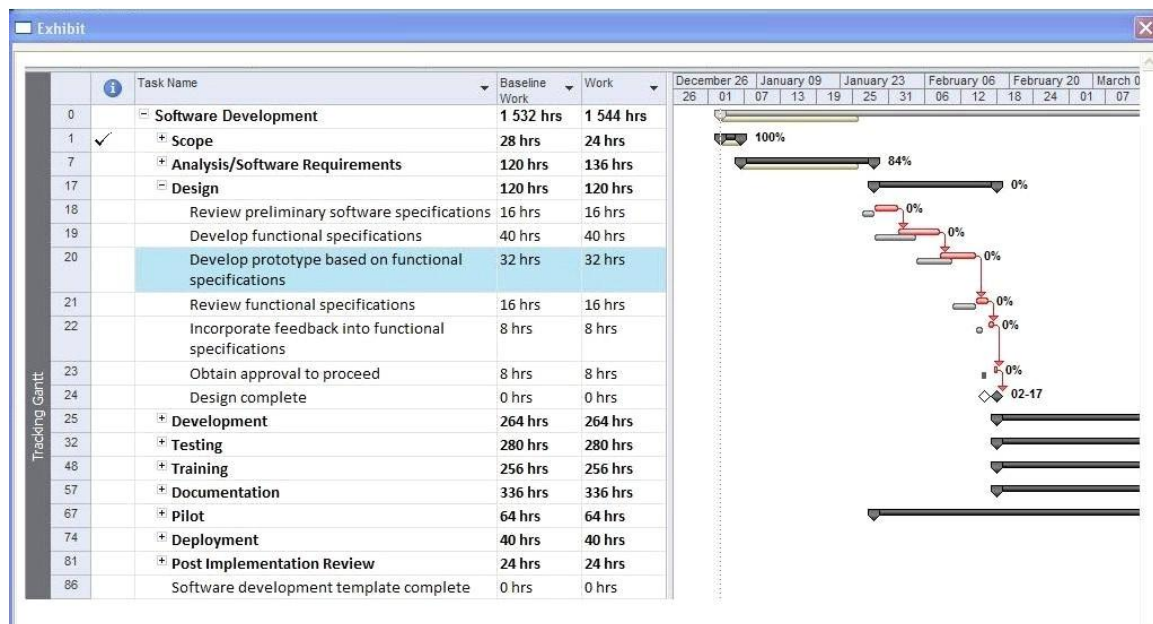 Exhibit
Task Name
Baseline Work
Work
December 26 January 09 January 23 February 06 February 20 March 0
26 01 07 13 19 25 31 06 12 18 24 01 07
0 Software Development 1 532 hrs 1 544 hrs
1 Scope 28 hrs 24 hrs 100%
7 Analysis/Software Requirements 120 hrs 136 hrs 84%
17 Design 120 hrs 120 hrs 0%
18 Review preliminary software specifications 16 hrs 16 hrs 0%
19 Develop functional specifications 40 hrs 40 hrs 0%
20 Develop prototype based on functional 32 hrs 32 hrs 0%
specifications
21 Review functional specifications 16 hrs 16 hrs 0%
22 Incorporate feedback into functional 8 hrs 8 hrs 0%
specifications
23 Obtain approval to proceed 8 hrs 8 hrs 0%
24 Design complete 0 hrs 0 hrs 02-17
25 Development 264 hrs 264 hrs
32 Testing 280 hrs 280 hrs
48 Training 256 hrs 256 hrs
57 Documentation 336 hrs 336 hrs
67 Pilot 64 hrs 64 hrs
74 Deployment 40 hrs 40 hrs
81 Post Implementation Review 24 hrs 24 hrs
86 Software development template complete 0 hrs 0 hrs
Tracking Gantt